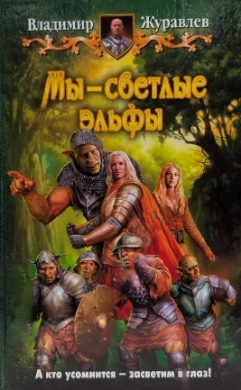 Владимир Журавлев
Мы – светлые
эльфы
А кто усомнится – засветим в глаз!